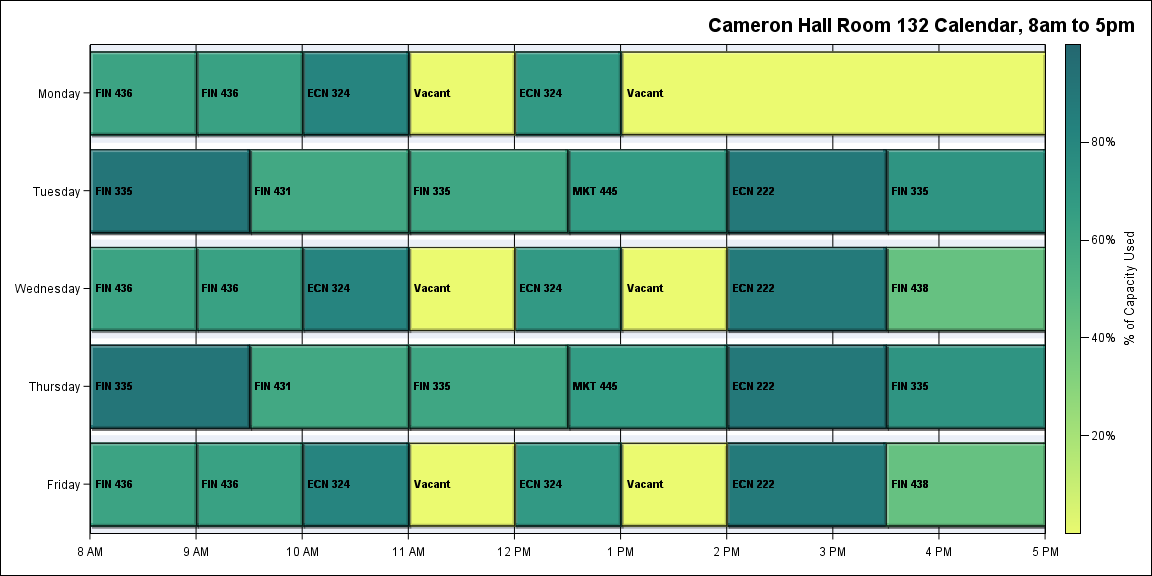 Cameron Hall Room 132 Calendar, 8am to 5pm
Monday
FIN 436
FIN 436
ECN 324
Vacant
ECN 324
Vacant
Tuesday
FIN 335
FIN 431
FIN 335
MKT 445
ECN 222
FIN 335
Wednesday
FIN 436
FIN 436
ECN 324
Vacant
ECN 324
Vacant
ECN 222
FIN 438
Thursday
FIN 335
FIN 431
FIN 335
MKT 445
ECN 222
FIN 335
Friday
FIN 436
FIN 436
ECN 324
Vacant
ECN 324
Vacant
ECN 222
FIN 438
8 AM
9 AM
10 AM
11 AM
12 PM
1 PM
2 PM
3 PM
4 PM
5 PM
80%
60%
40%
20%
% of Capacity Used